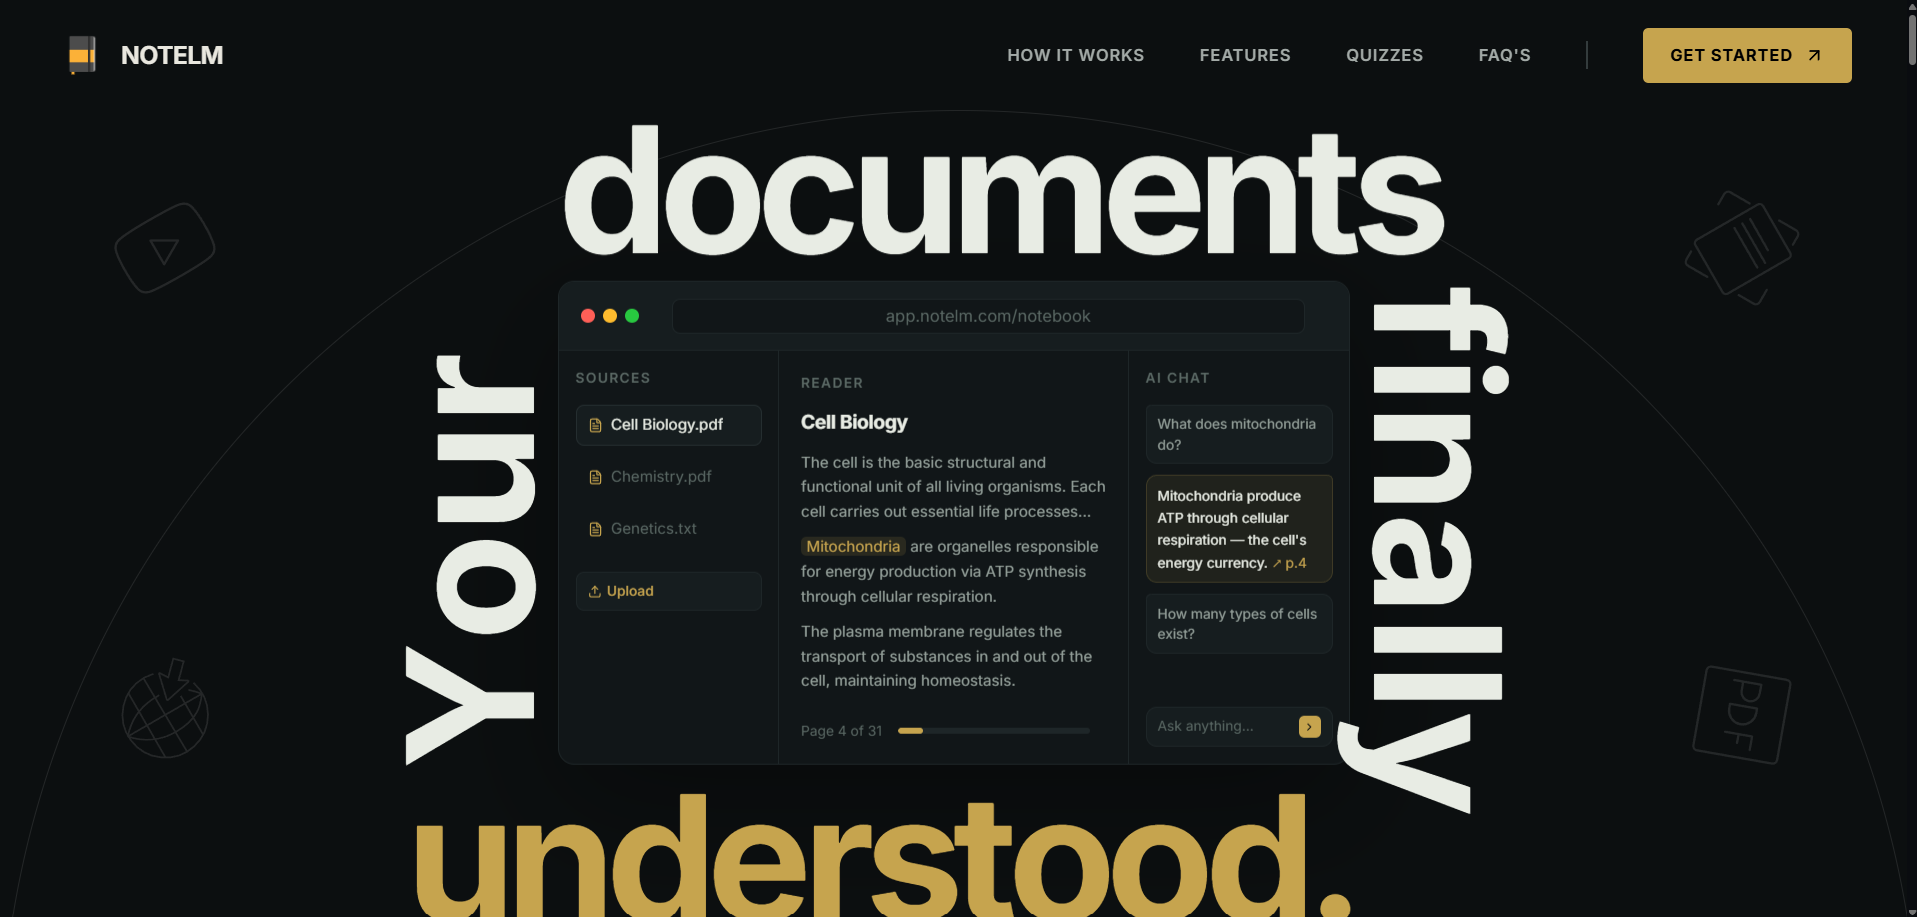 NOTELM
HOW IT WORKS
FEATURES
QUIZZES
FAQ'S
GET STARTED
Your
documents
finally
understood.
app.notelm.com/notebook
SOURCES
Cell Biology.pdf
Chemistry.pdf
Genetics.txt
Upload
READER
Cell Biology
The cell is the basic structural and
functional unit of all living organisms. Each
cell carries out essential life processes...
Mitochondria are organelles responsible
for energy production via ATP synthesis
through cellular respiration.
The plasma membrane regulates the
transport of substances in and out of the
cell, maintaining homeostasis.
Page 4 of 31
AI CHAT
What does mitochondria
do?
Mitochondria produce
ATP through cellular
respiration — the cell's
energy currency. ↗ p.4
How many types of cells
exist?
Ask anything...
PDF